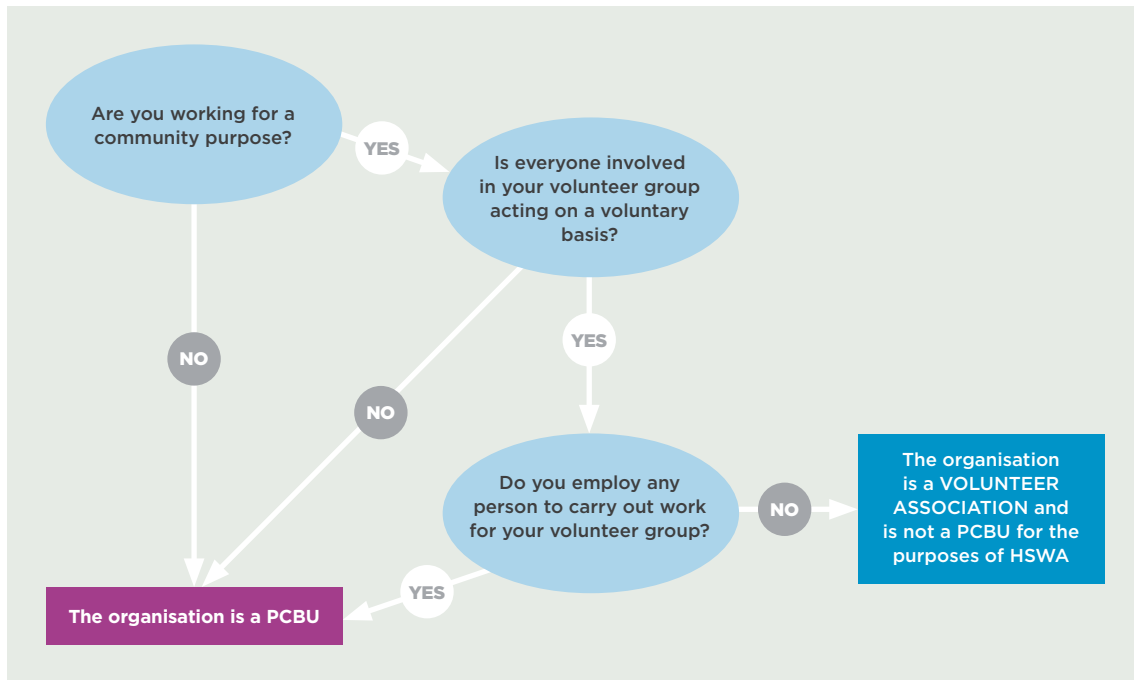 Are you working for a
community purpose?
YES
Is everyone involved
in your volunteer group
acting on a voluntary
basis?
NO
NO
YES
Do you employ any
person to carry out work
for your volunteer group?
NO
The organisation
is a VOLUNTEER
ASSOCIATION and
is not a PCBU for the
purposes of HSWA
YES
The organisation is a PCBU